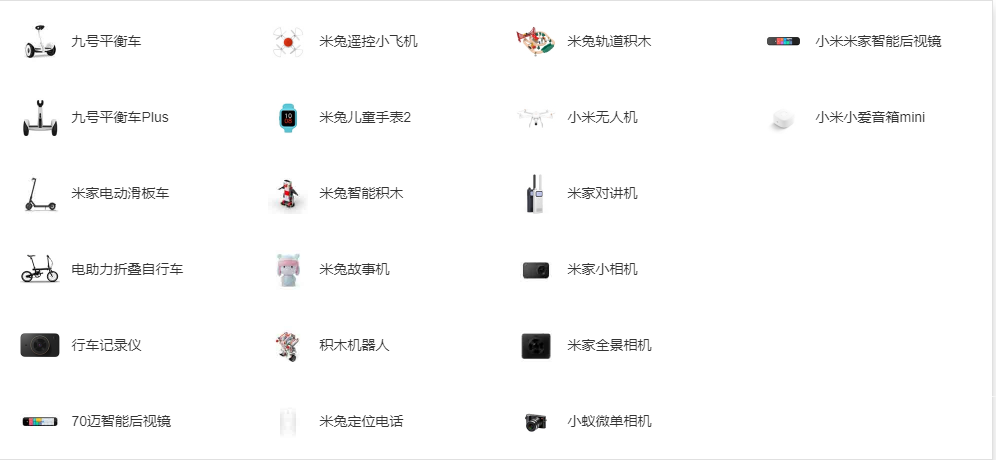 九号平衡车
九号平衡车Plus
米家电动滑板车
电助力折叠自行车
行车记录仪
70迈智能后视镜
米兔遥控小飞机
米兔儿童手表2
米兔智能积木
米兔故事机
积木机器人
米兔定位电话
米兔轨道积木
小米无人机
米家对讲机
米家小相机
米家全景相机
小蚁微单相机
小米米家智能后视镜
小米小爱音箱mini